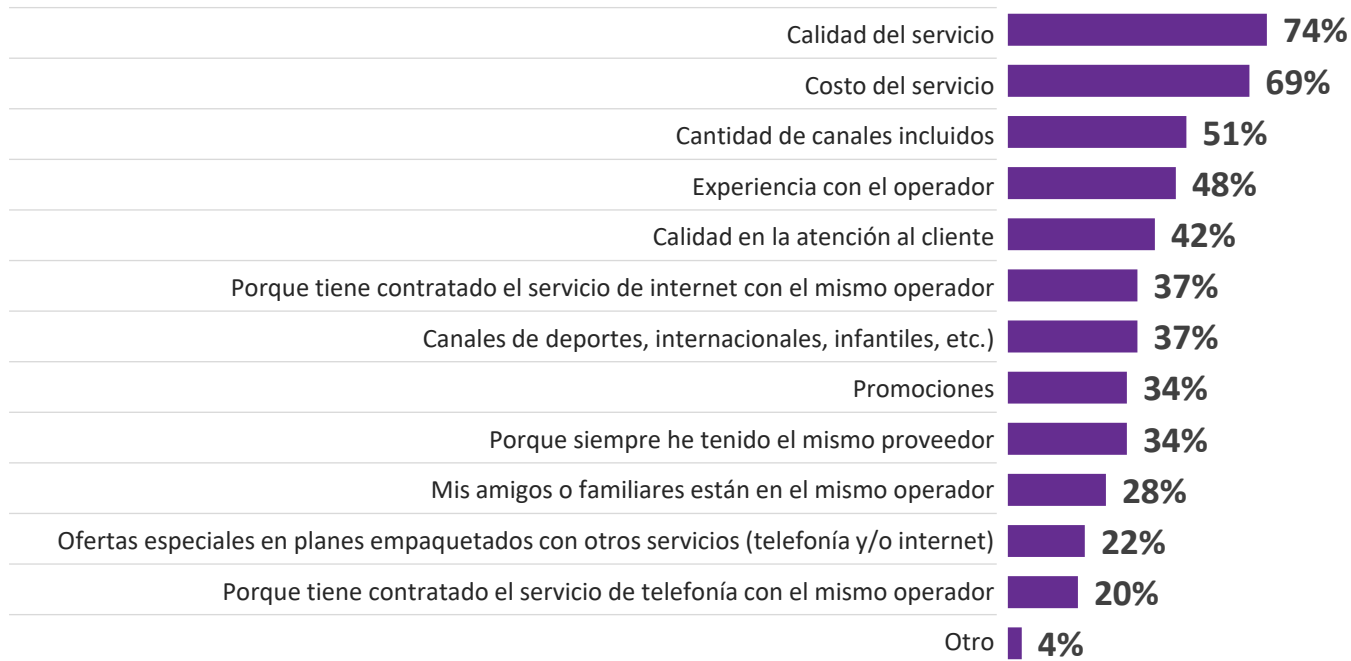 Calidad del servicio 74%
Costo del servicio 69%
Cantidad de canales incluidos 51%
Experiencia con el operador 48%
Calidad en la atención al cliente 42%
Porque tiene contratado el servicio de internet con el mismo operador 37%
Canales de deportes, internacionales, infantiles, etc.) 37%
Promociones 34%
Porque siempre he tenido el mismo proveedor 34%
Mis amigos o familiares están en el mismo operador 28%
Ofertas especiales en planes empaquetados con otros servicios (telefonía y/o internet) 22%
Porque tiene contratado el servicio de telefonía con el mismo operador 20%
Otro 4%